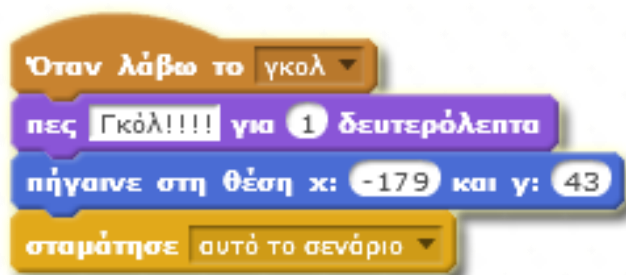 Όταν λάβω το γκολ
πες Γκόλ!!!! για 1 δευτερόλεπτα
πήγαινε στη θέση x: -179 και y: 43
σταμάτησε αυτό το σενάριο